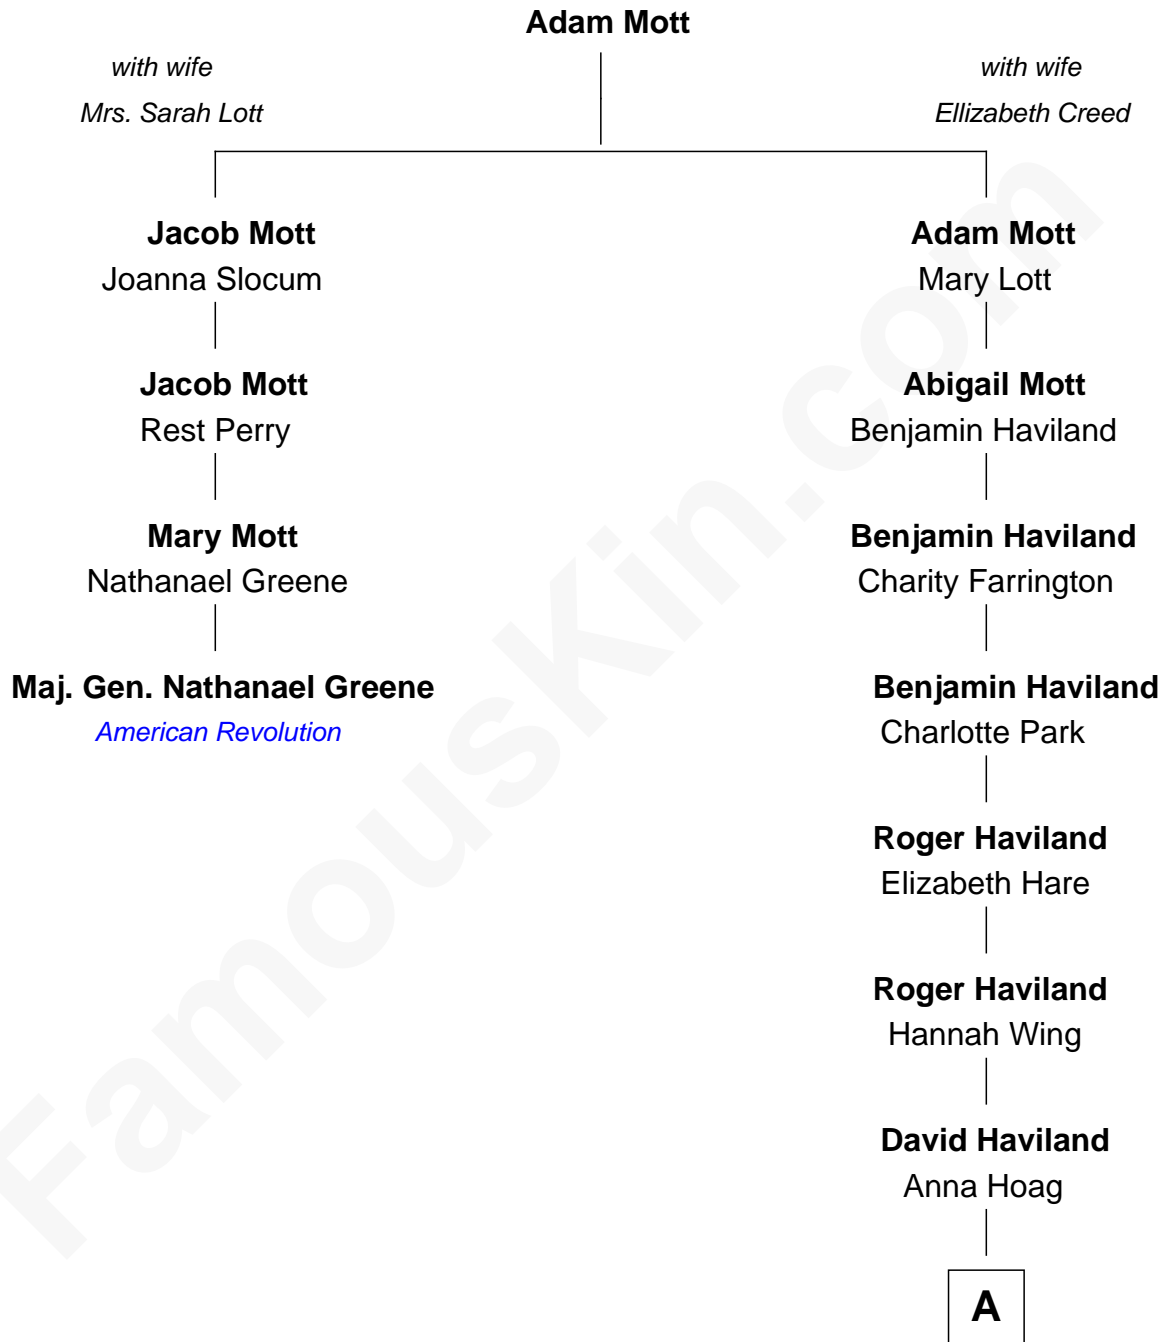 Adam Mott
with wife
Mrs. Sarah Lott
with wife
Ellizabeth Creed
Jacob Mott
Joanna Slocum
Jacob Mott
Rest Perry
Mary Mott
Nathanael Greene
Maj. Gen. Nathanael Greene
American Revolution
Adam Mott
Mary Lott
Abigail Mott
Benjamin Haviland
Benjamin Haviland
Charity Farrington
Benjamin Haviland
Charlotte Park
Roger Haviland
Elizabeth Hare
Roger Haviland
Hannah Wing
David Haviland
Anna Hoag
A
FamousKin.com